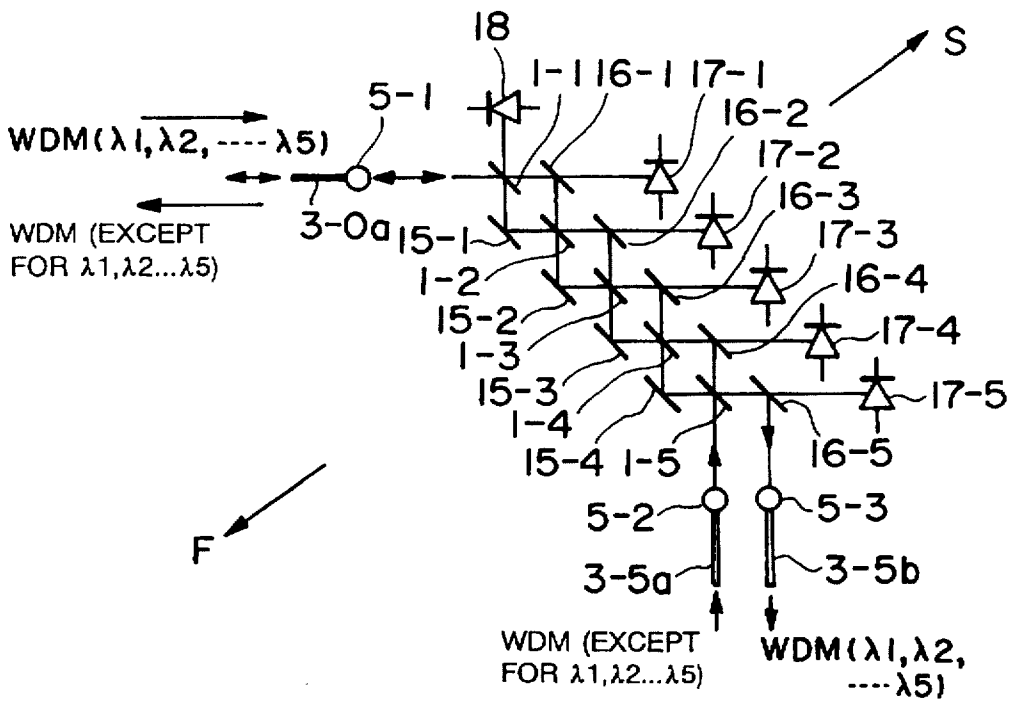 18
S
5-1
1-1
16-1
17-1
16-2
WDM(λ1,λ2, ---- λ5)
17-2
16-3
3-0a
WDM (EXCEPT
FOR λ1,λ2...λ5)
15-1
17-3
1-2
16-4
15-2
1-3
17-4
15-3
1-4
17-5
15-4
1-5
16-5
F
5-2
5-3
3-5a
3-5b
WDM (EXCEPT
FOR λ1,λ2...λ5)
WDM(λ1,λ2,
---- λ5)